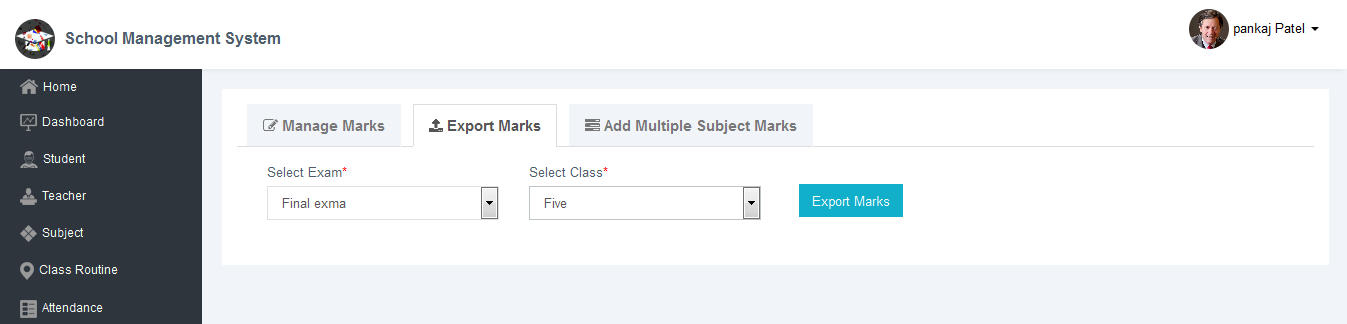 School Management System
pankaj Patel
Home
Dashboard
Student
Teacher
Subject
Class Routine
Attendance
Manage Marks
Export Marks
Add Multiple Subject Marks
Select Exam*
Select Class*
Final exma
Five
Export Marks